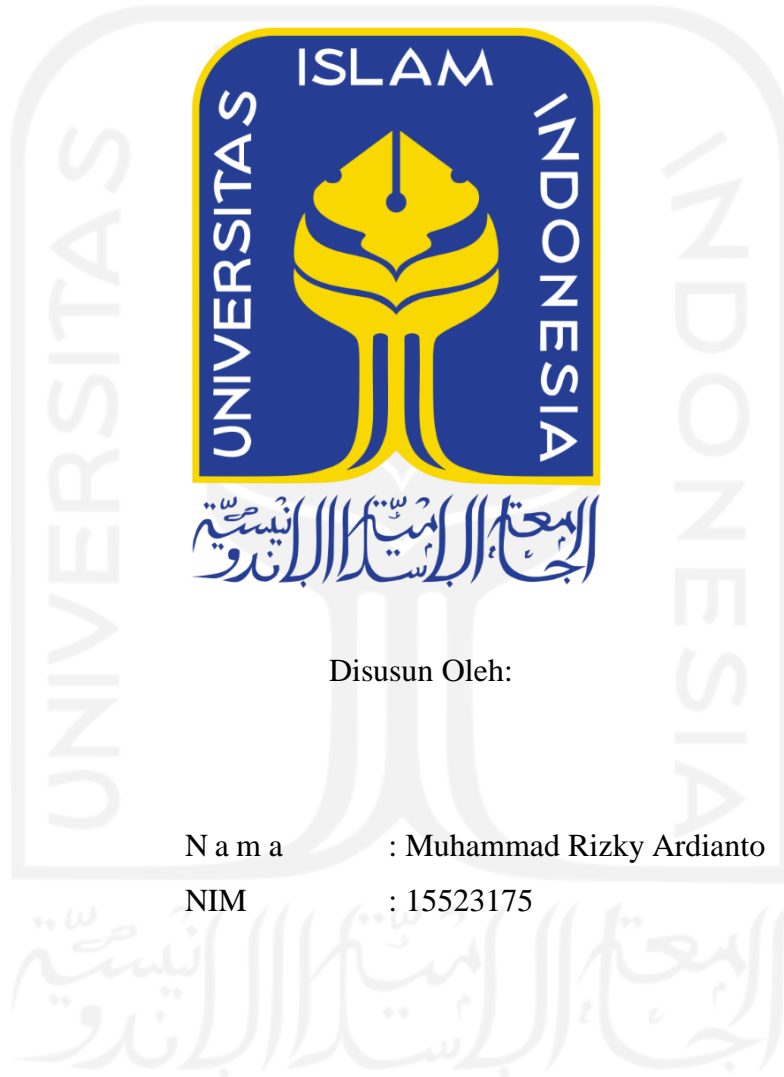 UNIVERSITAS ISLAM INDONESIA
الجامعة الإسلامية الإندونيسية
Disusun Oleh:
N a m a : Muhammad Rizky Ardianto
NIM : 15523175